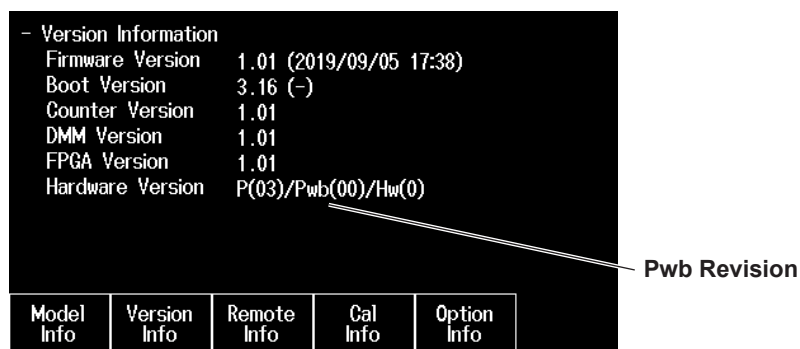 - Version Information
Firmware Version 1.01 (2019/09/05 17:38)
Boot Version 3.16 (-)
Counter Version 1.01
DMM Version 1.01
FPGA Version 1.01
Hardware Version P(03)/Pwb(00)/Hw(0)
Pwb Revision
Model Info
Version Info
Remote Info
Cal Info
Option Info